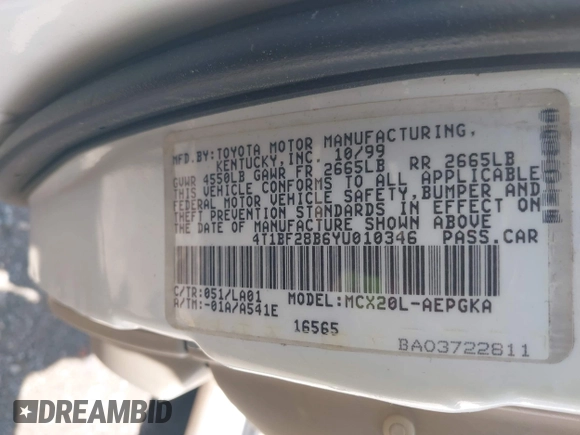 MFD.BY:TOYOTA MOTOR MANUFACTURING,
KENTUCKY,INC. 10/99
GVWR 4550LB GAWR FR 2665LB RR 2665LB
THIS VEHICLE CONFORMS TO ALL APPLICABLE
FEDERAL MOTOR VEHICLE SAFETY,BUMPER AND
THEFT PREVENTION STANDARDS IN EFFECT ON
THE DATE OF MANUFACTURE SHOWN ABOVE
4T1BF28B6YU010346 PASS.CAR
C/TR:051/LA01 MODEL:MCX20L-AEPGKA
A/TM:-01A/A541E
16565
BA03722811
DREAMBID